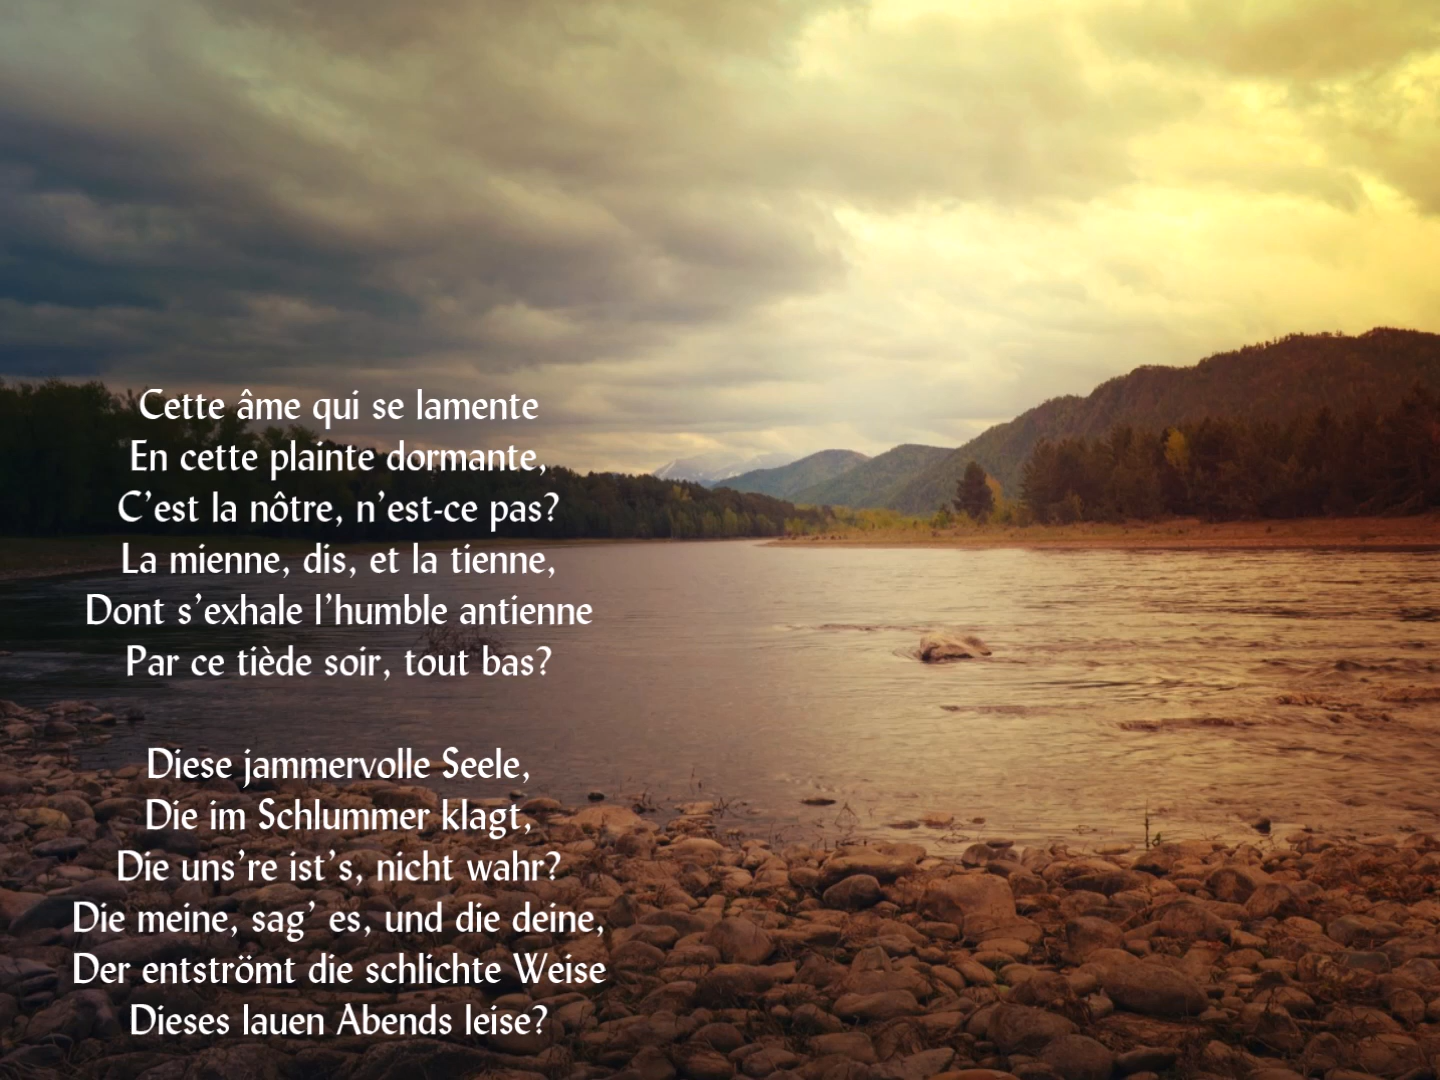 Cette âme qui se lamente
En cette plainte dormante,
C’est la nôtre, n’est-ce pas?
La mienne, dis, et la tienne,
Dont s’exhale l’humble antienne
Par ce tiède soir, tout bas?
Diese jammervolle Seele,
Die im Schlummer klagt,
Die uns’re ist’s, nicht wahr?
Die meine, sag’ es, und die deine,
Der entströmt die schlichte Weise
Dieses lauen Abends leise?